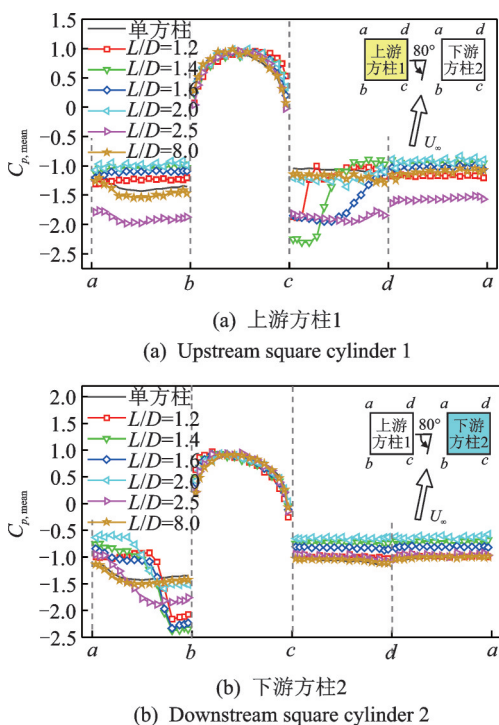 1.5
1.0
0.5
0
−0.5
−1.0
−1.5
−2.0
−2.5
Cp, mean
单方柱
L/D=1.2
L/D=1.4
L/D=1.6
L/D=2.0
L/D=2.5
L/D=8.0
a d a d
上游 下游
方柱1 80° 方柱2
b c b c
U∞
a b c d a
(a) 上游方柱1
(a) Upstream square cylinder 1
2.0
1.5
1.0
0.5
0
−0.5
−1.0
−1.5
−2.0
−2.5
Cp, mean
单方柱
L/D=1.2
L/D=1.4
L/D=1.6
L/D=2.0
L/D=2.5
L/D=8.0
a d a d
上游 下游
方柱1 80° 方柱2
b c b c
U∞
a b c d a
(b) 下游方柱2
(b) Downstream square cylinder 2